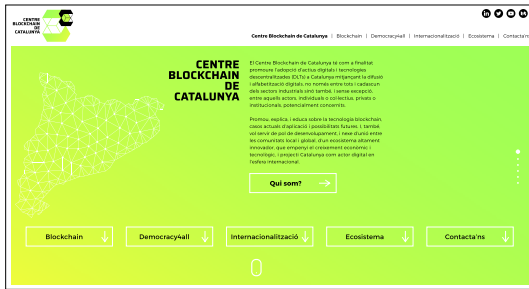 CENTRE
BLOCKCHAIN
DE
CATALUNYA
Centre Blockchain de Catalunya | Blockchain | Democracy4all | Internacionalització | Ecosistema | Contacta'ns
CENTRE
BLOCKCHAIN
DE
CATALUNYA
El Centre Blockchain de Catalunya té com a finalitat
promoure l'adopció d'actius digitals i tecnologies
descentralitzades (DLTs) a Catalunya mitjançant la difusió
i alfabetització digitals, no només entre tots i cadascun
dels sectors industrials sinó també, i sense excepció,
entre aquells actors, individuals o col·lectius, privats o
institucionals, potencialment concernits.
Promou, explica, i educa sobre la tecnologia blockchain,
casos actuals d'aplicació i possibilitats futures. I, també,
vol servir de pol de desenvolupament, i nexe d'unió entre
les comunitats local i global, d'un ecosistema altament
innovador, que empenyi el creixement econòmic i
tecnològic, i projecti Catalunya com actor digital en
l'esfera internacional.
Qui som?
Blockchain
Democracy4all
Internacionalització
Ecosistema
Contacta'ns